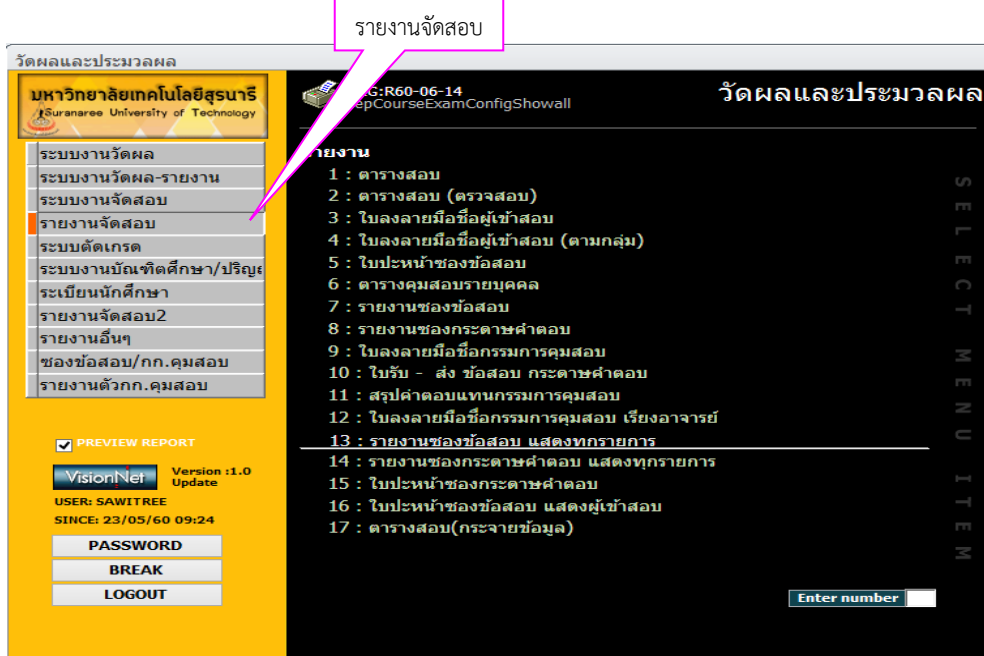 รายงานจัดสอบ
วัดผลและประมวลผล
มหาวิทยาลัยเทคโนโลยีสุรนารี
Suranaree University of Technology
ระบบงานวัดผล
ระบบงานวัดผล-รายงาน
ระบบงานจัดสอบ
รายงานจัดสอบ
ระบบตัดเกรด
ระบบงานบัณฑิตศึกษา/ปริญ
ระเบียนนักศึกษา
รายงานจัดสอบ2
รายงานอื่นๆ
ซองข้อสอบ/กก.คุมสอบ
รายงานตัวกก.คุมสอบ
PREVIEW REPORT
VisionNet
Version :1.0
Update
USER: SAWITREE
SINCE: 23/05/60 09:24
PASSWORD
BREAK
LOGOUT
G:R60-06-14
epCourseExamConfigShowall
วัดผลและประมวลผล
รายงาน
1 : ตารางสอบ
2 : ตารางสอบ (ตรวจสอบ)
3 : ใบลงลายมือชื่อผู้เข้าสอบ
4 : ใบลงลายมือชื่อผู้เข้าสอบ (ตามกลุ่ม)
5 : ใบปะหน้าซองข้อสอบ
6 : ตารางคุมสอบรายบุคคล
7 : รายงานซองข้อสอบ
8 : รายงานซองกระดาษคำตอบ
9 : ใบลงลายมือชื่อกรรมการคุมสอบ
10 : ใบรับ - ส่ง ข้อสอบ กระดาษคำตอบ
11 : สรุปค่าตอบแทนกรรมการคุมสอบ
12 : ใบลงลายมือชื่อกรรมการคุมสอบ เรียงอาจารย์
13 : รายงานซองข้อสอบ แสดงทุกรายการ
14 : รายงานซองกระดาษคำตอบ แสดงทุกรายการ
15 : ใบปะหน้าซองกระดาษคำตอบ
16 : ใบปะหน้าซองข้อสอบ แสดงผู้เข้าสอบ
17 : ตารางสอบ(กระจายข้อมูล)
SELECT MENU ITEM
Enter number